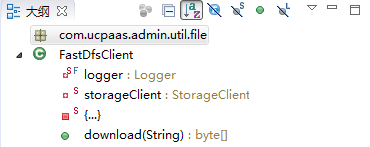 大纲
com.ucpaas.admin.util.file
FastDfsClient
logger : Logger
storageClient : StorageClient
{...}
download(String) : byte[]